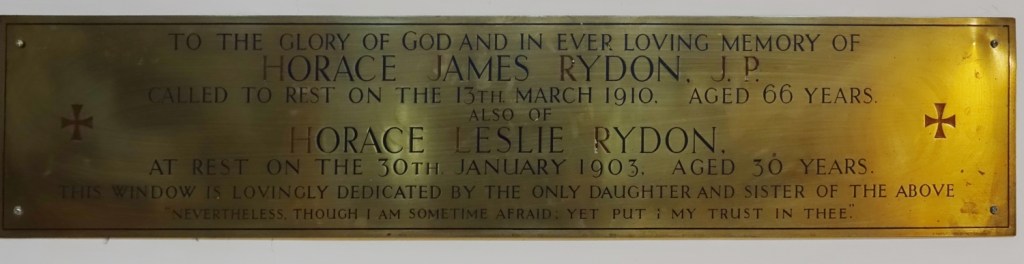 TO THE GLORY OF GOD AND IN EVER LOVING MEMORY OF
HORACE JAMES RYDON, J.P.
CALLED TO REST ON THE 13TH MARCH 1910. AGED 66 YEARS.
ALSO OF
HORACE LESLIE RYDON,
AT REST ON THE 30TH JANUARY 1903, AGED 30 YEARS.
THIS WINDOW IS LOVINGLY DEDICATED BY THE ONLY DAUGHTER AND SISTER OF THE ABOVE
"NEVERTHELESS, THOUGH I AM SOMETIME AFRAID; YET PUT I MY TRUST IN THEE."